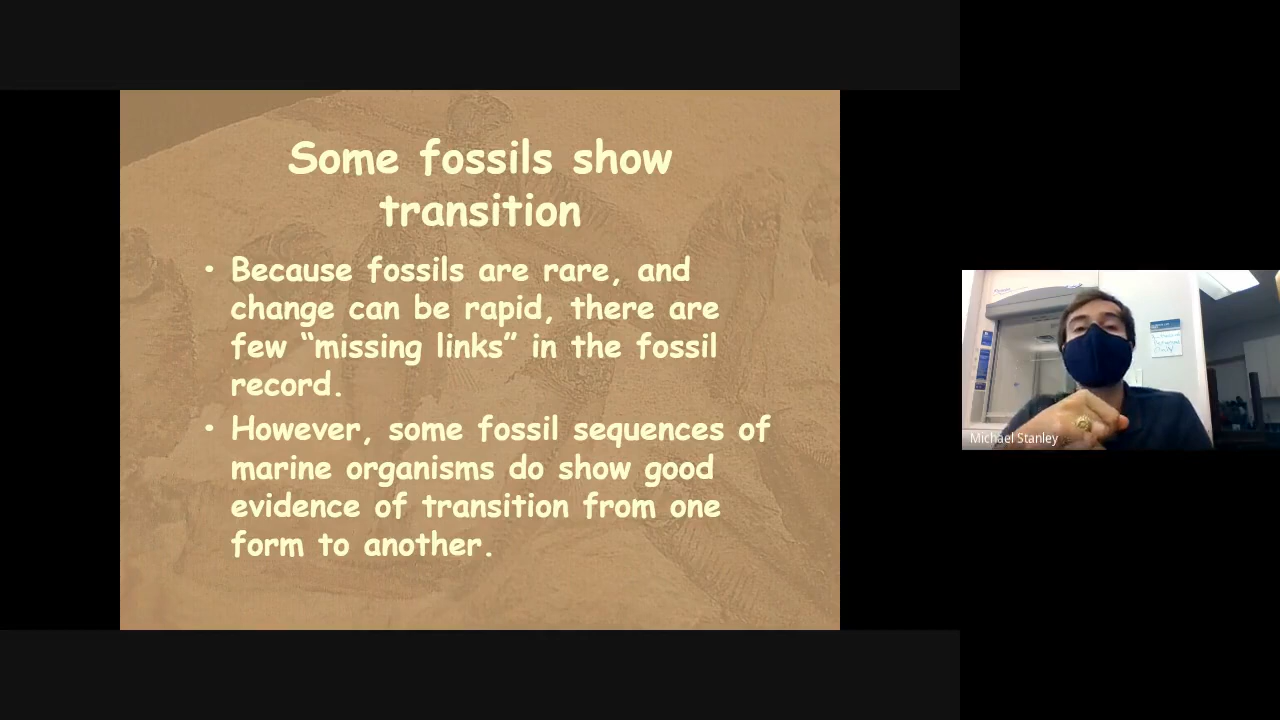 Some fossils show
transition
• Because fossils are rare, and
change can be rapid, there are
few “missing links” in the fossil
record.
• However, some fossil sequences of
marine organisms do show good
evidence of transition from one
form to another.
Michael Stanley